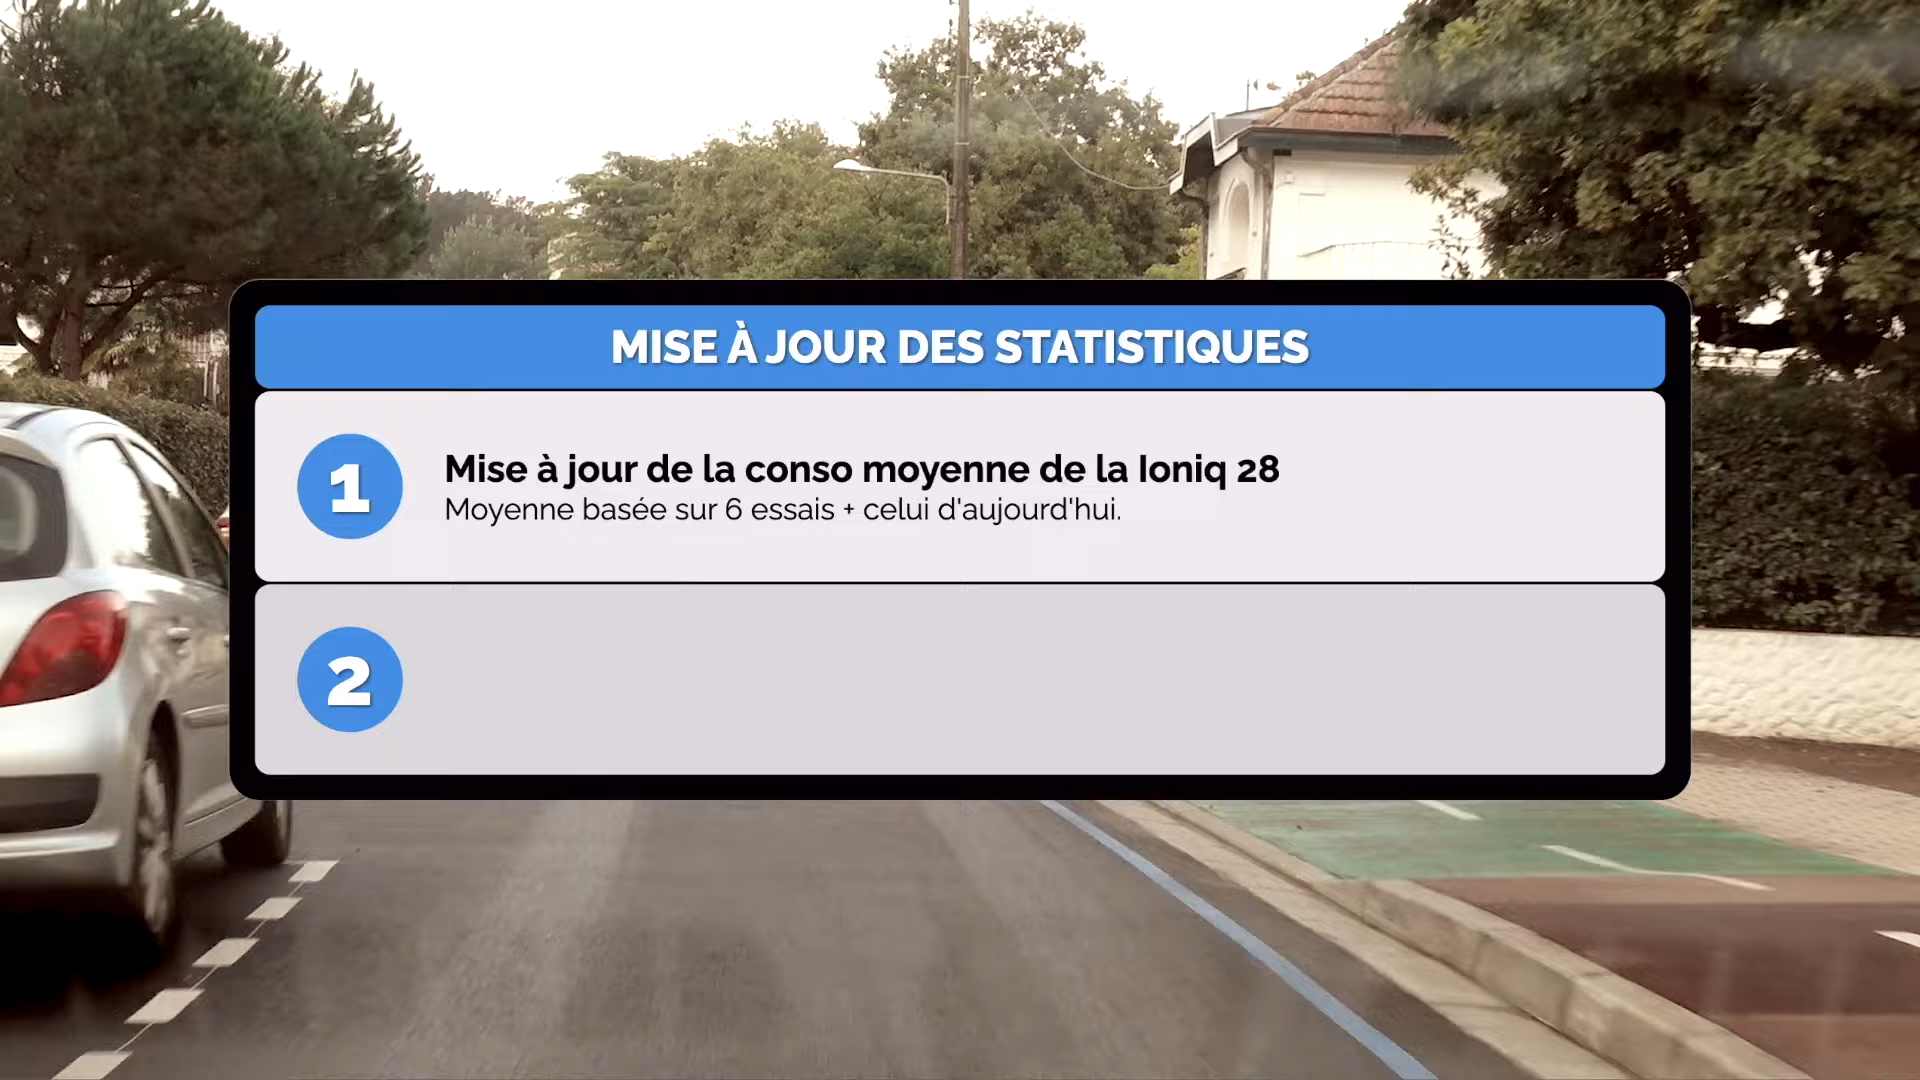 MISE À JOUR DES STATISTIQUES
1
Mise à jour de la conso moyenne de la Ioniq 28
Moyenne basée sur 6 essais + celui d'aujourd'hui.
2